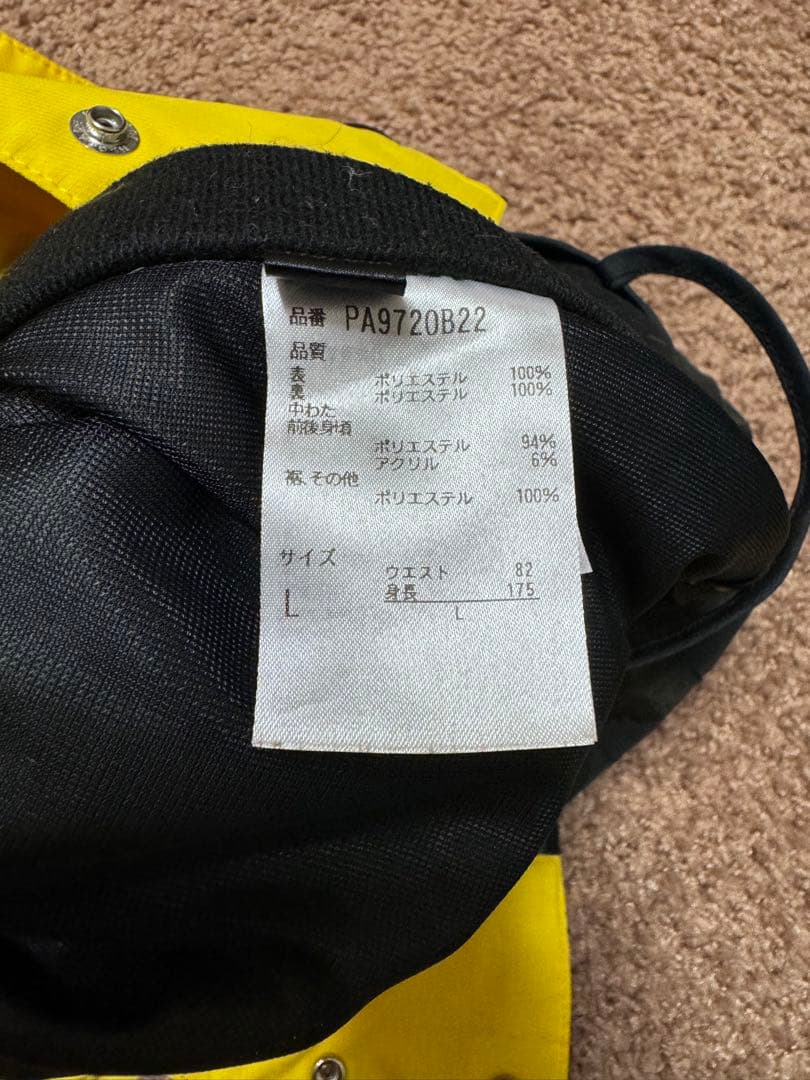 品番 PA9720B22
品質
表 ポリエステル 100%
裏 ポリエステル 100%
中わた
前後身頃
ポリエステル 94%
アクリル 6%
裾、その他
ポリエステル 100%
サイズ
ウエスト 82
L 身長 175
L